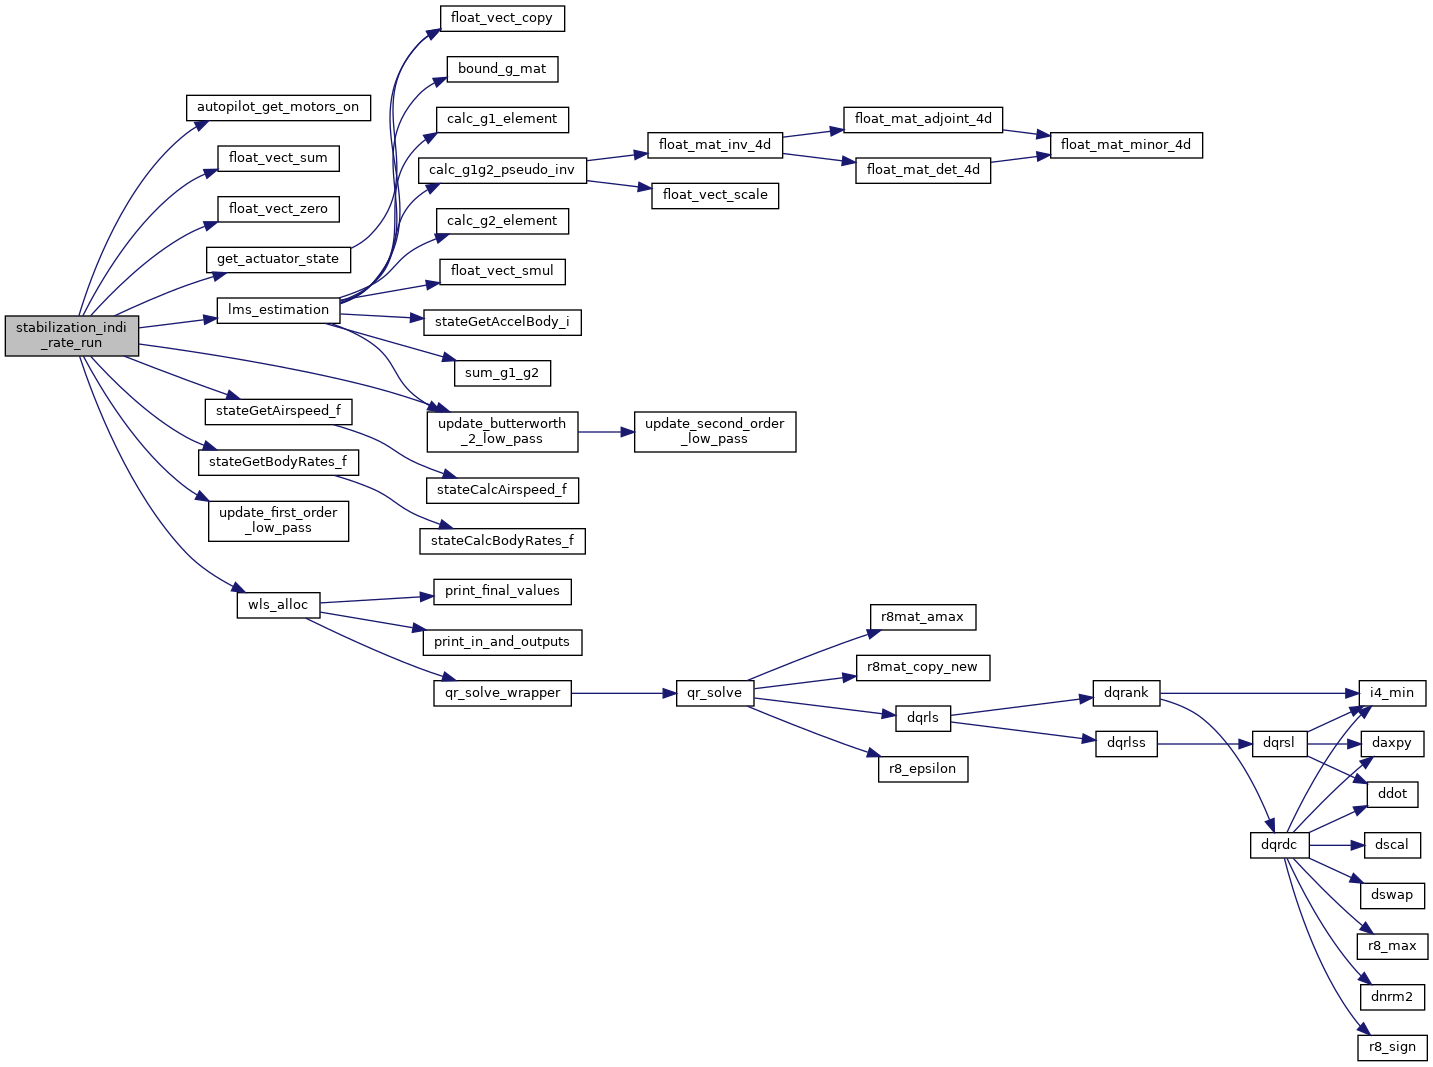 float_vect_copy
bound_g_mat
autopilot_get_motors_on
calc_g1_element
float_mat_adjoint_4d
float_mat_inv_4d
float_mat_minor_4d
float_vect_sum
calc_g1g2_pseudo_inv
float_mat_det_4d
float_vect_scale
float_vect_zero
calc_g2_element
get_actuator_state
float_vect_smul
lms_estimation
stateGetAccelBody_i
stabilization_indi
_rate_run
sum_g1_g2
stateGetAirspeed_f
update_butterworth
_2_low_pass
update_second_order
_low_pass
stateGetBodyRates_f
stateCalcAirspeed_f
update_first_order
_low_pass
stateCalcBodyRates_f
print_final_values
wls_alloc
print_in_and_outputs
qr_solve_wrapper
qr_solve
r8mat_amax
r8mat_copy_new
dqrls
r8_epsilon
dqrank
dqrlss
dqrsl
dqrdc
i4_min
daxpy
ddot
dscal
dswap
r8_max
dnrm2
r8_sign